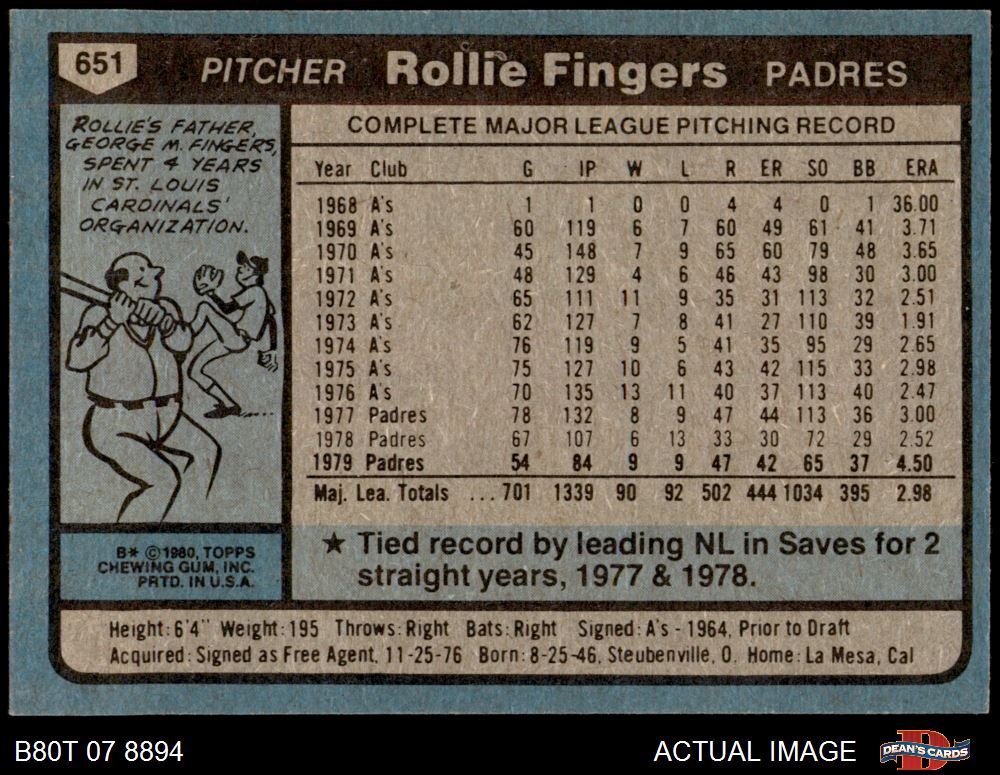 651 PITCHER Rollie Fingers PADRES
ROLLIE'S FATHER,
GEORGE M. FINGERS,
SPENT 4 YEARS
IN ST. LOUIS
CARDINALS'
ORGANIZATION.
COMPLETE MAJOR LEAGUE PITCHING RECORD
Year Club G IP W L R ER SO BB ERA
1968 A's 1 1 0 0 4 4 0 1 36.00
1969 A's 60 119 6 7 60 49 61 41 3.71
1970 A's 45 148 7 9 65 60 79 48 3.65
1971 A's 48 129 4 6 46 43 98 30 3.00
1972 A's 65 111 11 9 35 31 113 32 2.51
1973 A's 62 127 7 8 41 27 110 39 1.91
1974 A's 76 119 9 5 41 35 95 29 2.65
1975 A's 75 127 10 6 43 42 115 33 2.98
1976 A's 70 135 13 11 40 37 113 40 2.47
1977 Padres 78 132 8 9 47 44 113 36 3.00
1978 Padres 67 107 6 13 33 30 72 29 2.52
1979 Padres 54 84 9 9 47 42 65 37 4.50
Maj. Lea. Totals ...701 1339 90 92 502 444 1034 395 2.98
★ Tied record by leading NL in Saves for 2
straight years, 1977 & 1978.
B* ©1980, TOPPS
CHEWING GUM, INC.
PRTD. IN U.S.A.
Height: 6'4" Weight: 195 Throws: Right Bats: Right Signed: A's - 1964, Prior to Draft
Acquired: Signed as Free Agent, 11-25-76 Born: 8-25-46, Steubenville, O. Home: La Mesa, Cal
B80T 07 8894 ACTUAL IMAGE DEAN'S CARDS